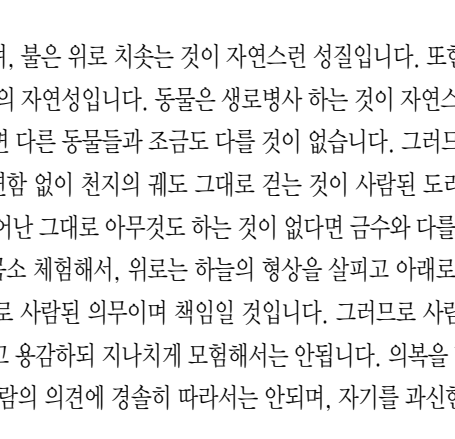 , 불은 위로 치솟는 것이 자연스런 성질입니다. 또한
의 자연성입니다. 동물은 생로병사 하는 것이 자연스
면 다른 동물들과 조금도 다를 것이 없습니다. 그러므
변함 없이 천지의 궤도 그대로 걷는 것이 사람된 도리
어난 그대로 아무것도 하는 것이 없다면 금수와 다를
몸소 체험해서, 위로는 하늘의 형상을 살피고 아래로
로 사람된 의무이며 책임일 것입니다. 그러므로 사람
고 용감하되 지나치게 모험해서는 안됩니다. 의복을
람의 의견에 경솔히 따라서는 안되며, 자기를 과신한